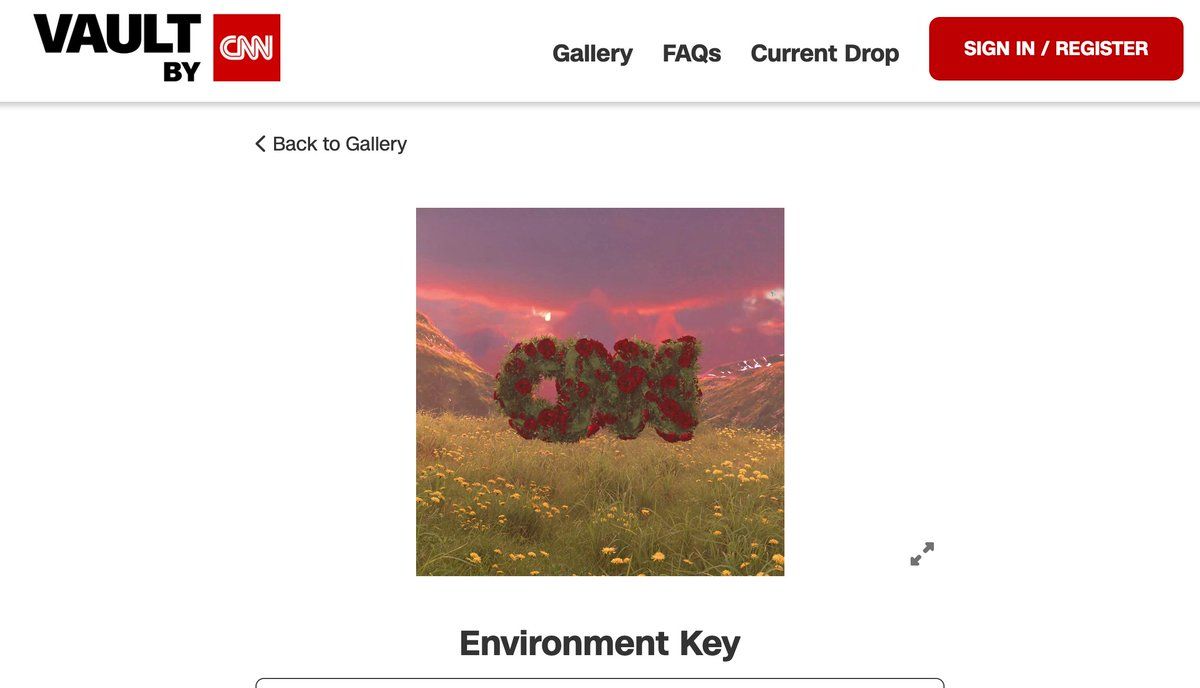 VAULT
BY CNN
Gallery FAQs Current Drop SIGN IN / REGISTER
Back to Gallery
CNN
Environment Key